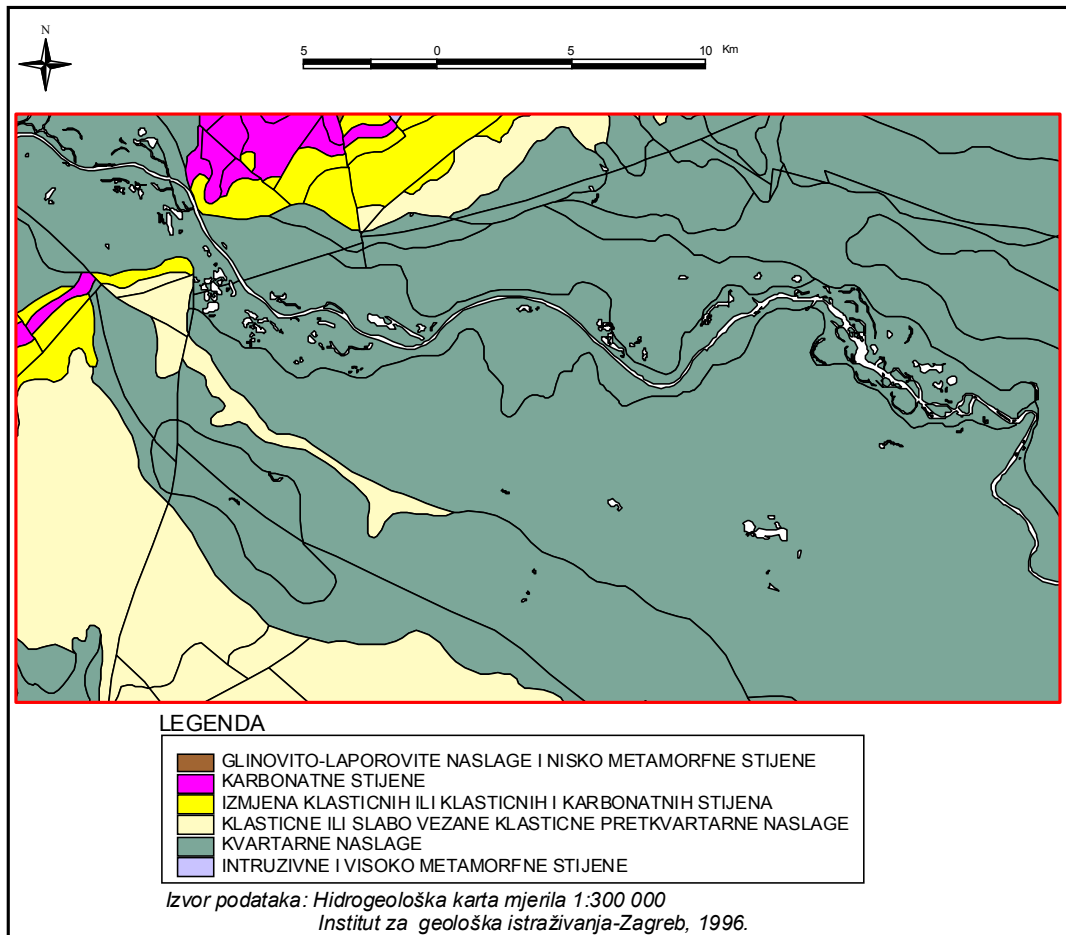 N
5 0 5 10 Km
LEGENDA
GLINOVITO-LAPOROVITE NASLAGE I NISKO METAMORFNE STIJENE
KARBONATNE STIJENE
IZMJENA KLASTICNIH ILI KLASTICNIH I KARBONATNIH STIJENA
KLASTICNE ILI SLABO VEZANE KLASTICNE PRETKVARTARNE NASLAGE
KVARTARNE NASLAGE
INTRUZIVNE I VISOKO METAMORFNE STIJENE
Izvor podataka: Hidrogeološka karta mjerila 1:300 000
Institut za geološka istraživanja-Zagreb, 1996.